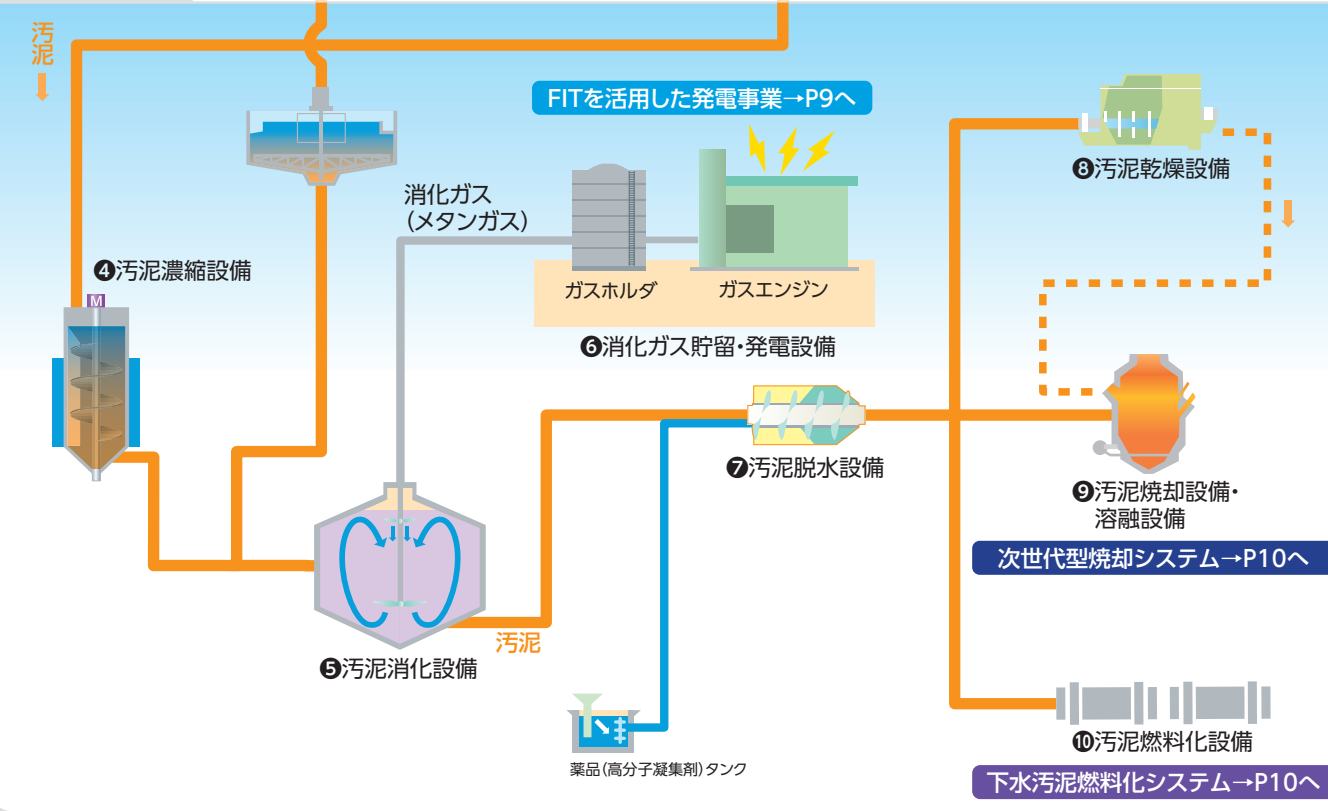 汚泥
FITを活用した発電事業→P9へ
❽汚泥乾燥設備
消化ガス
（メタンガス）
❹汚泥濃縮設備
M
ガスホルダ
ガスエンジン
❻消化ガス貯留・発電設備
❼汚泥脱水設備
❾汚泥焼却設備・
溶融設備
次世代型焼却システム→P10へ
汚泥
❺汚泥消化設備
薬品（高分子凝集剤）タンク
❿汚泥燃料化設備
下水汚泥燃料化システム→P10へ